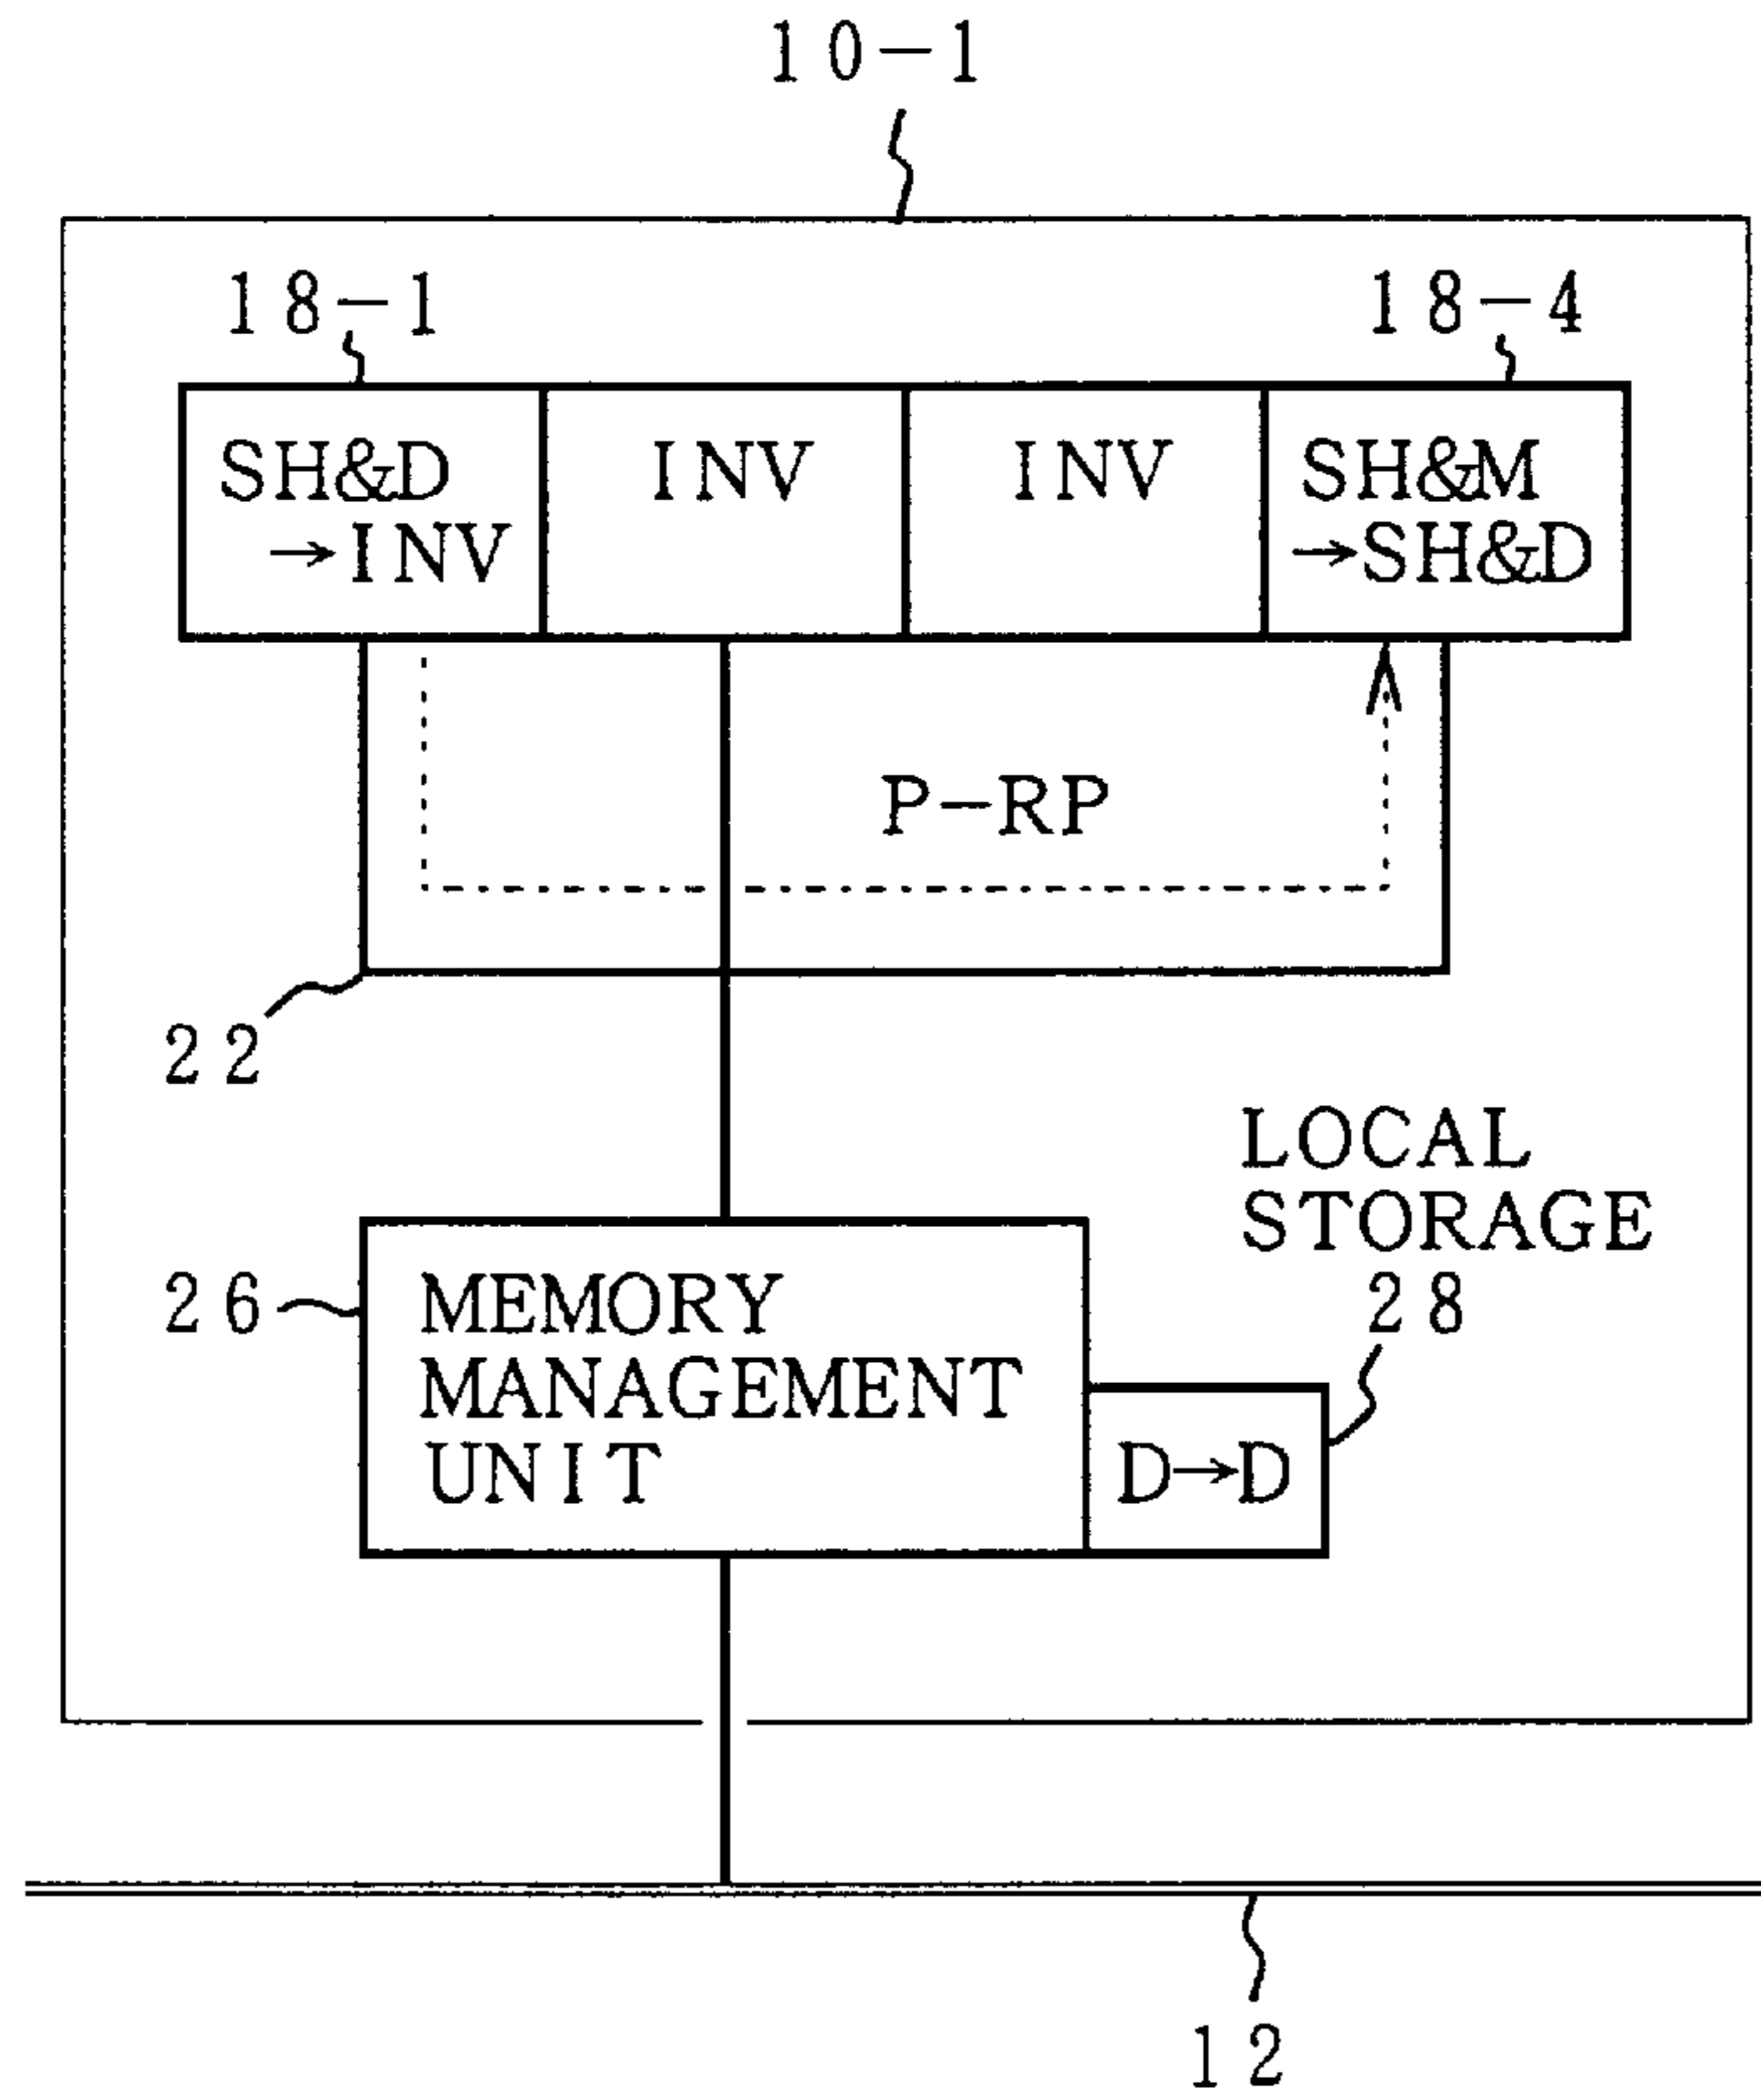 10-1
18-1
18-4
SH&D
→INV
INV
INV
SH&M
→SH&D
P-RP
22
LOCAL
STORAGE
28
26
MEMORY
MANAGEMENT
UNIT
D→D
12